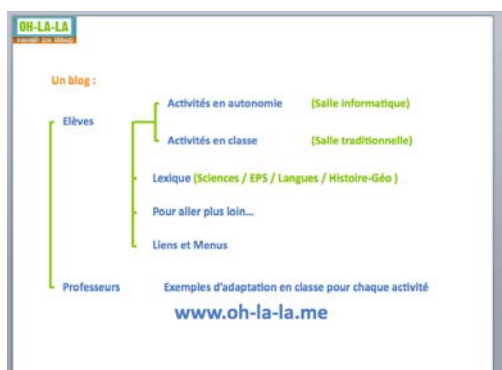 OH-LA-LA
Un blog :
Elèves
Activités en autonomie (Salle informatique)
Activités en classe (Salle traditionnelle)
Lexique (Sciences / EPS / Langues / Histoire-Géo )
Pour aller plus loin...
Liens et Menus
Professeurs Exemples d'adaptation en classe pour chaque activité
www.oh-la-la.me